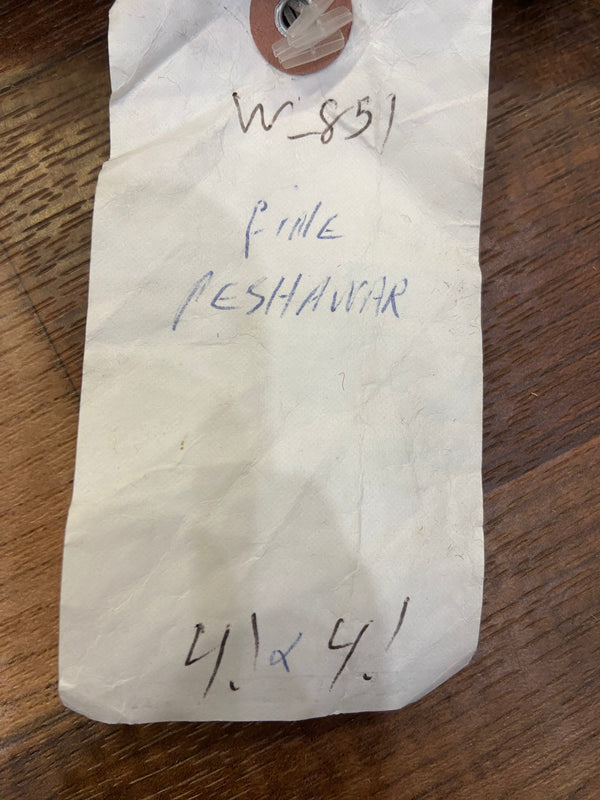 W_851
FINE
PESHAWAR
4.1 x 4.1